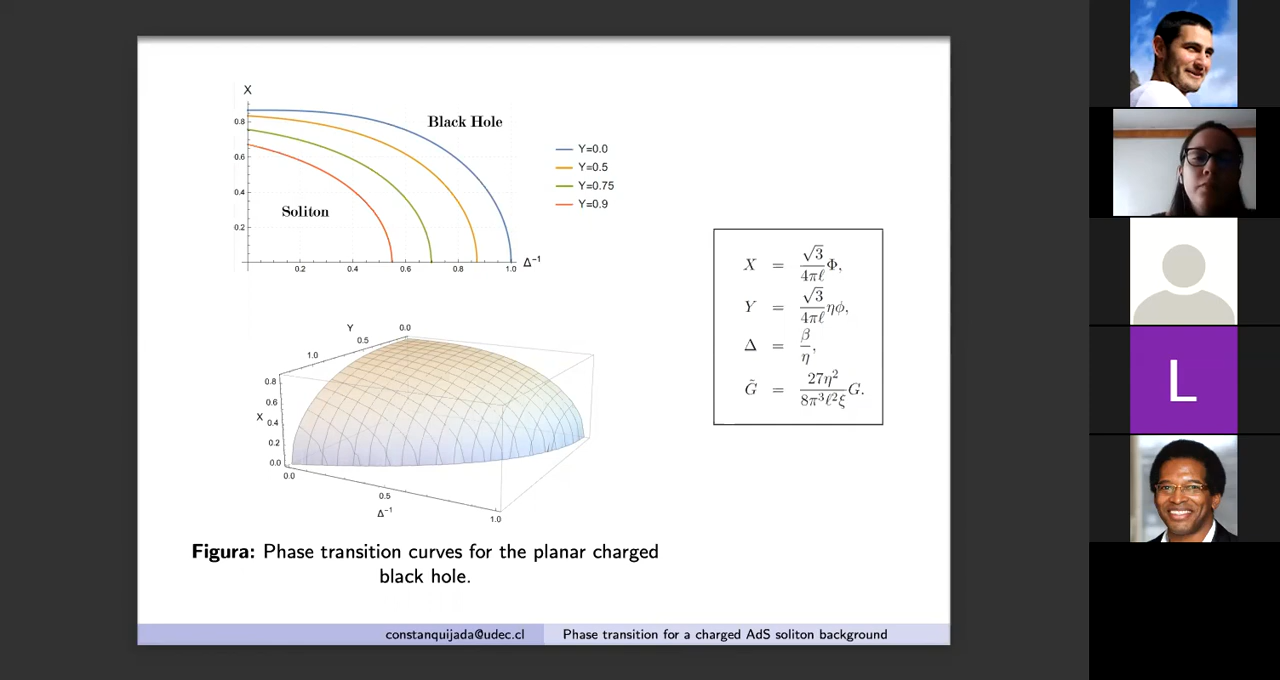 X
0.8
0.6
0.4
0.2
0.2 0.4 0.6 0.8 1.0 Δ⁻¹
Black Hole
Soliton
Y=0.0
Y=0.5
Y=0.75
Y=0.9
Y 0.0
0.5
1.0
0.8
0.6
X 0.4
0.2
0.0
0.0
0.5
Δ⁻¹
1.0
X = √3/4πℓ Φ,
Y = √3/4πℓ ηϕ,
Δ = β/η,
G̃ = 27η²/8π³ℓ²ξ G.
Figura: Phase transition curves for the planar charged
black hole.
constanquijada@udec.cl Phase transition for a charged AdS soliton background
L